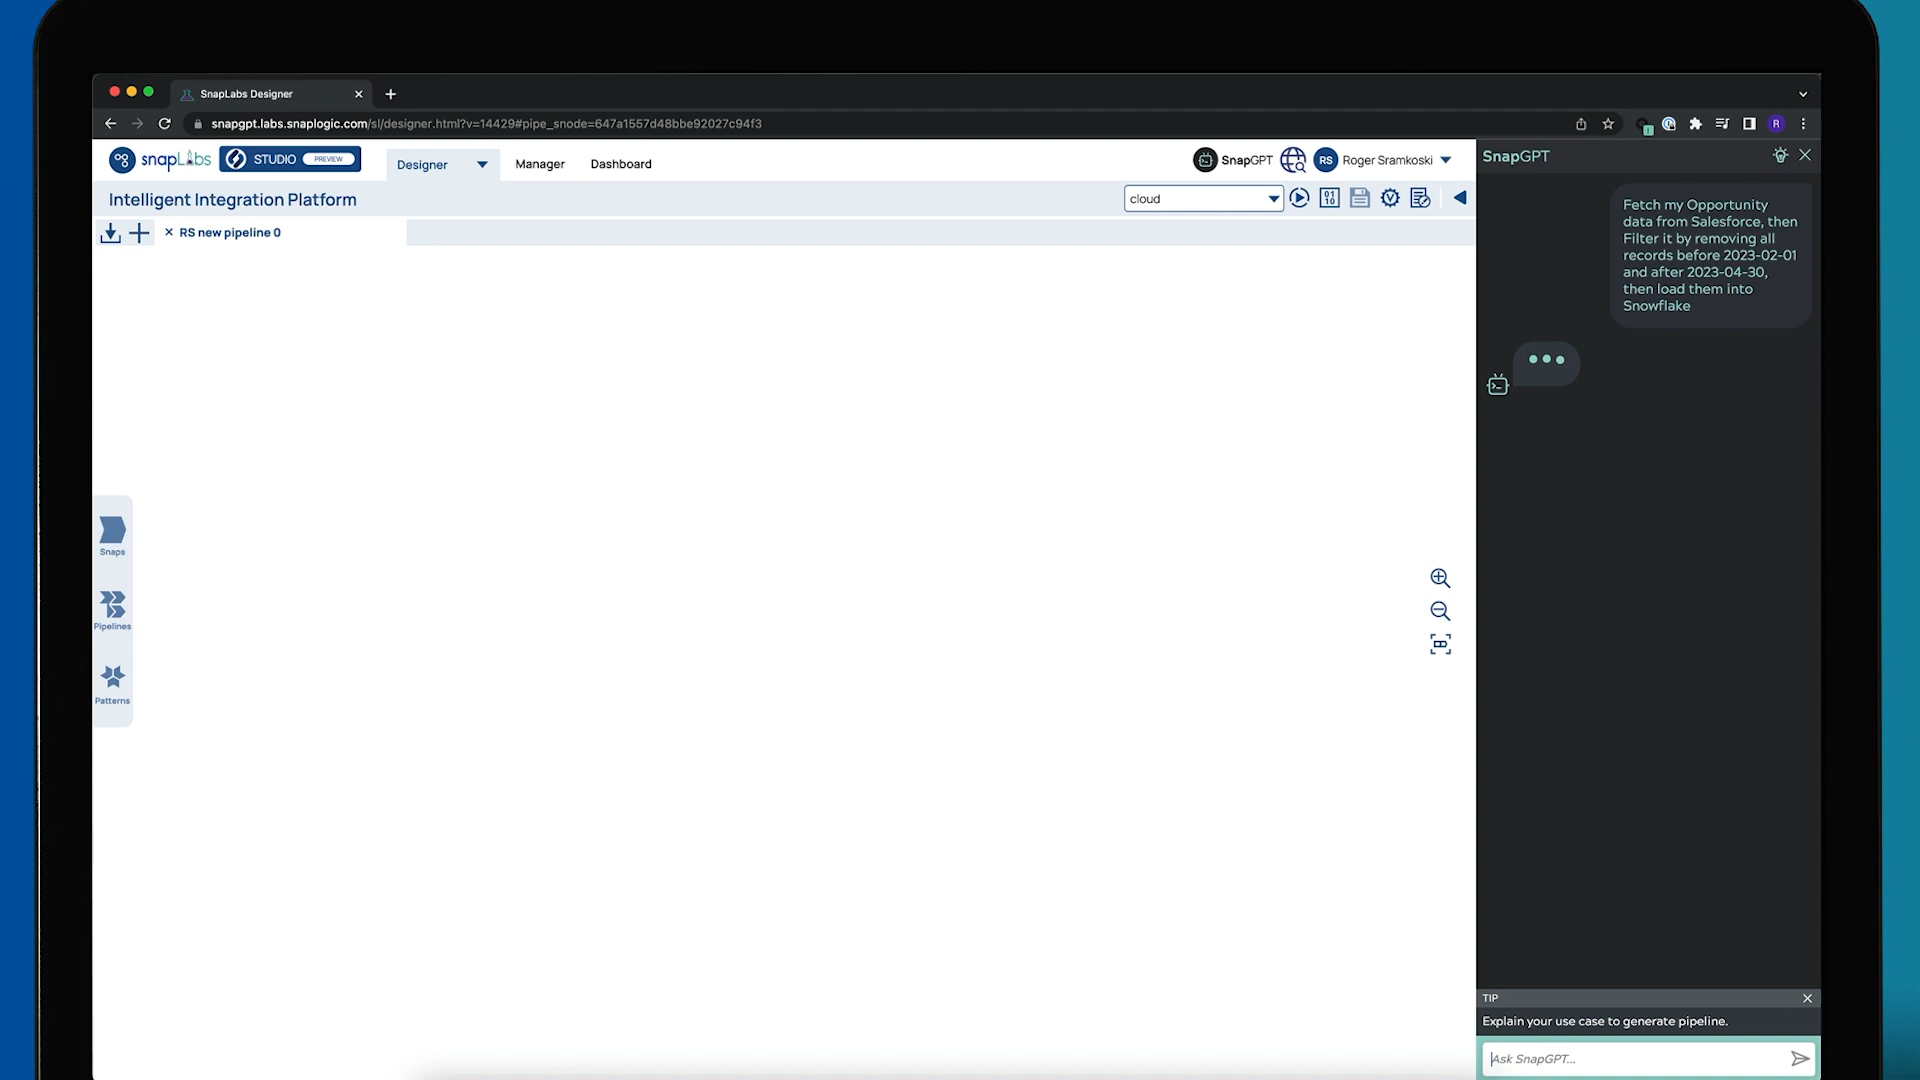 SnapLabs Designer
snapgpt.labs.snaplogic.com/sl/designer.html?v=14429#pipe_snode=647a1557d48bbe92027c94f3
R
snapLabs
STUDIO PREVIEW
Designer
Manager
Dashboard
SnapGPT
RS Roger Sramkoski
Intelligent Integration Platform
cloud
RS new pipeline 0
Snaps
Pipelines
Patterns
SnapGPT
Fetch my Opportunity
data from Salesforce, then
Filter it by removing all
records before 2023-02-01
and after 2023-04-30,
then load them into
Snowflake
TIP
Explain your use case to generate pipeline.
Ask SnapGPT...